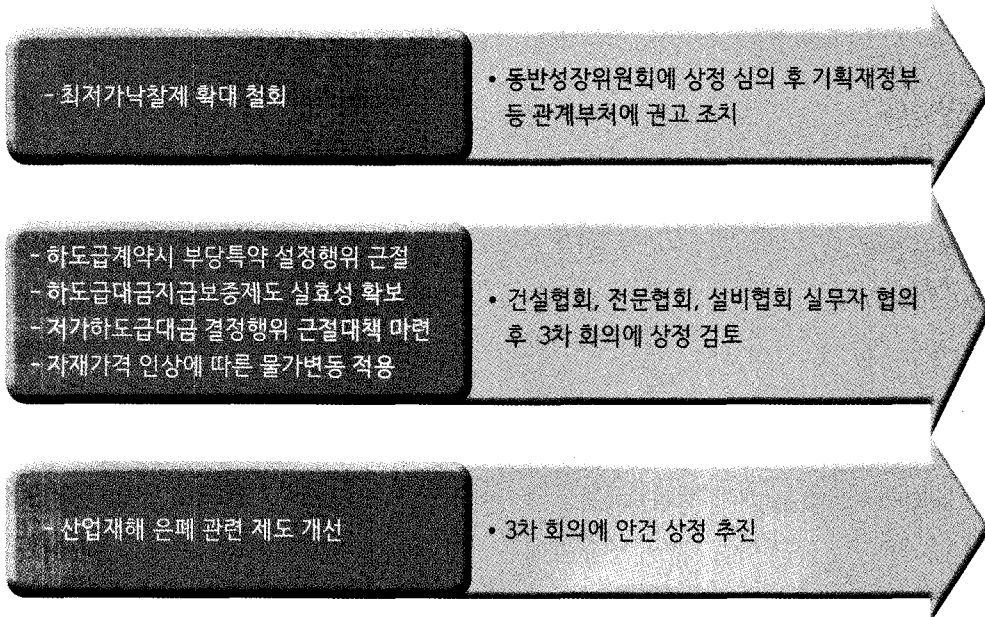 - 최저가낙찰제 확대 철회
• 동반성장위원회에 상정 심의 후 기획재정부
등 관계부처에 권고 조치
- 하도급계약시 부당특약 설정행위 근절
- 하도급대금지급보증제도 실효성 확보
- 저가하도급대금 결정행위 근절대책 마련
- 자재가격 인상에 따른 물가변동 적용
• 건설협회, 전문협회, 설비협회 실무자 협의
후 3차 회의에 상정 검토
- 산업재해 은폐 관련 제도 개선
• 3차 회의에 안건 상정 추진